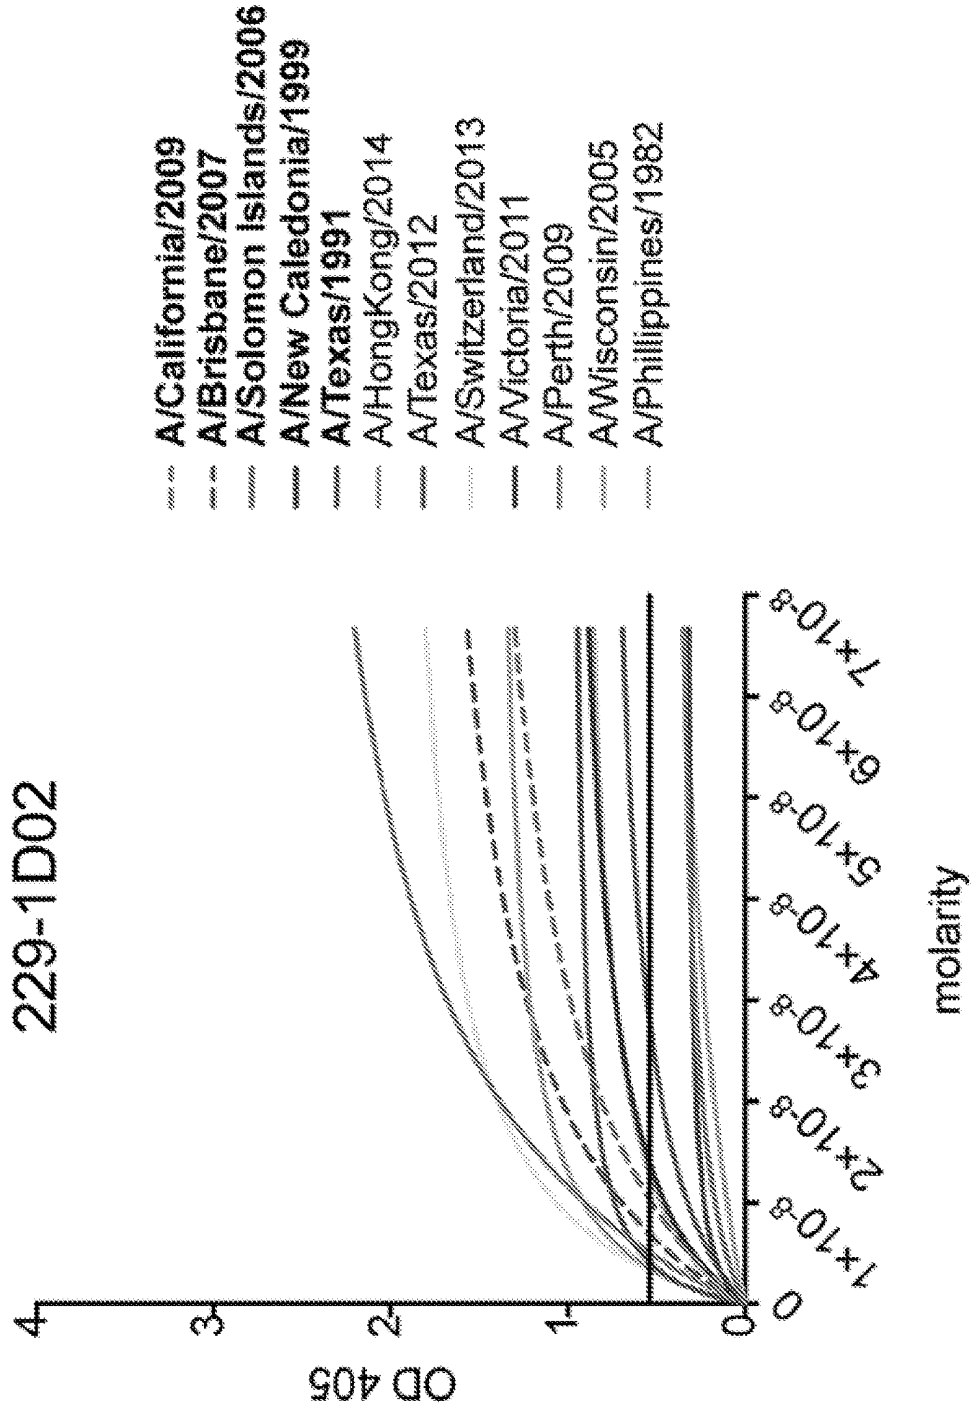 229-1D02
OD 405
4
3
2
1
0
0
1×10-8
2×10-8
3×10-8
4×10-8
5×10-8
6×10-8
7×10-8
molarity
A/California/2009
A/Brisbane/2007
A/Solomon Islands/2006
A/New Caledonia/1999
A/Texas/1991
A/HongKong/2014
A/Texas/2012
A/Switzerland/2013
A/Victoria/2011
A/Perth/2009
A/Wisconsin/2005
A/Phillippines/1982